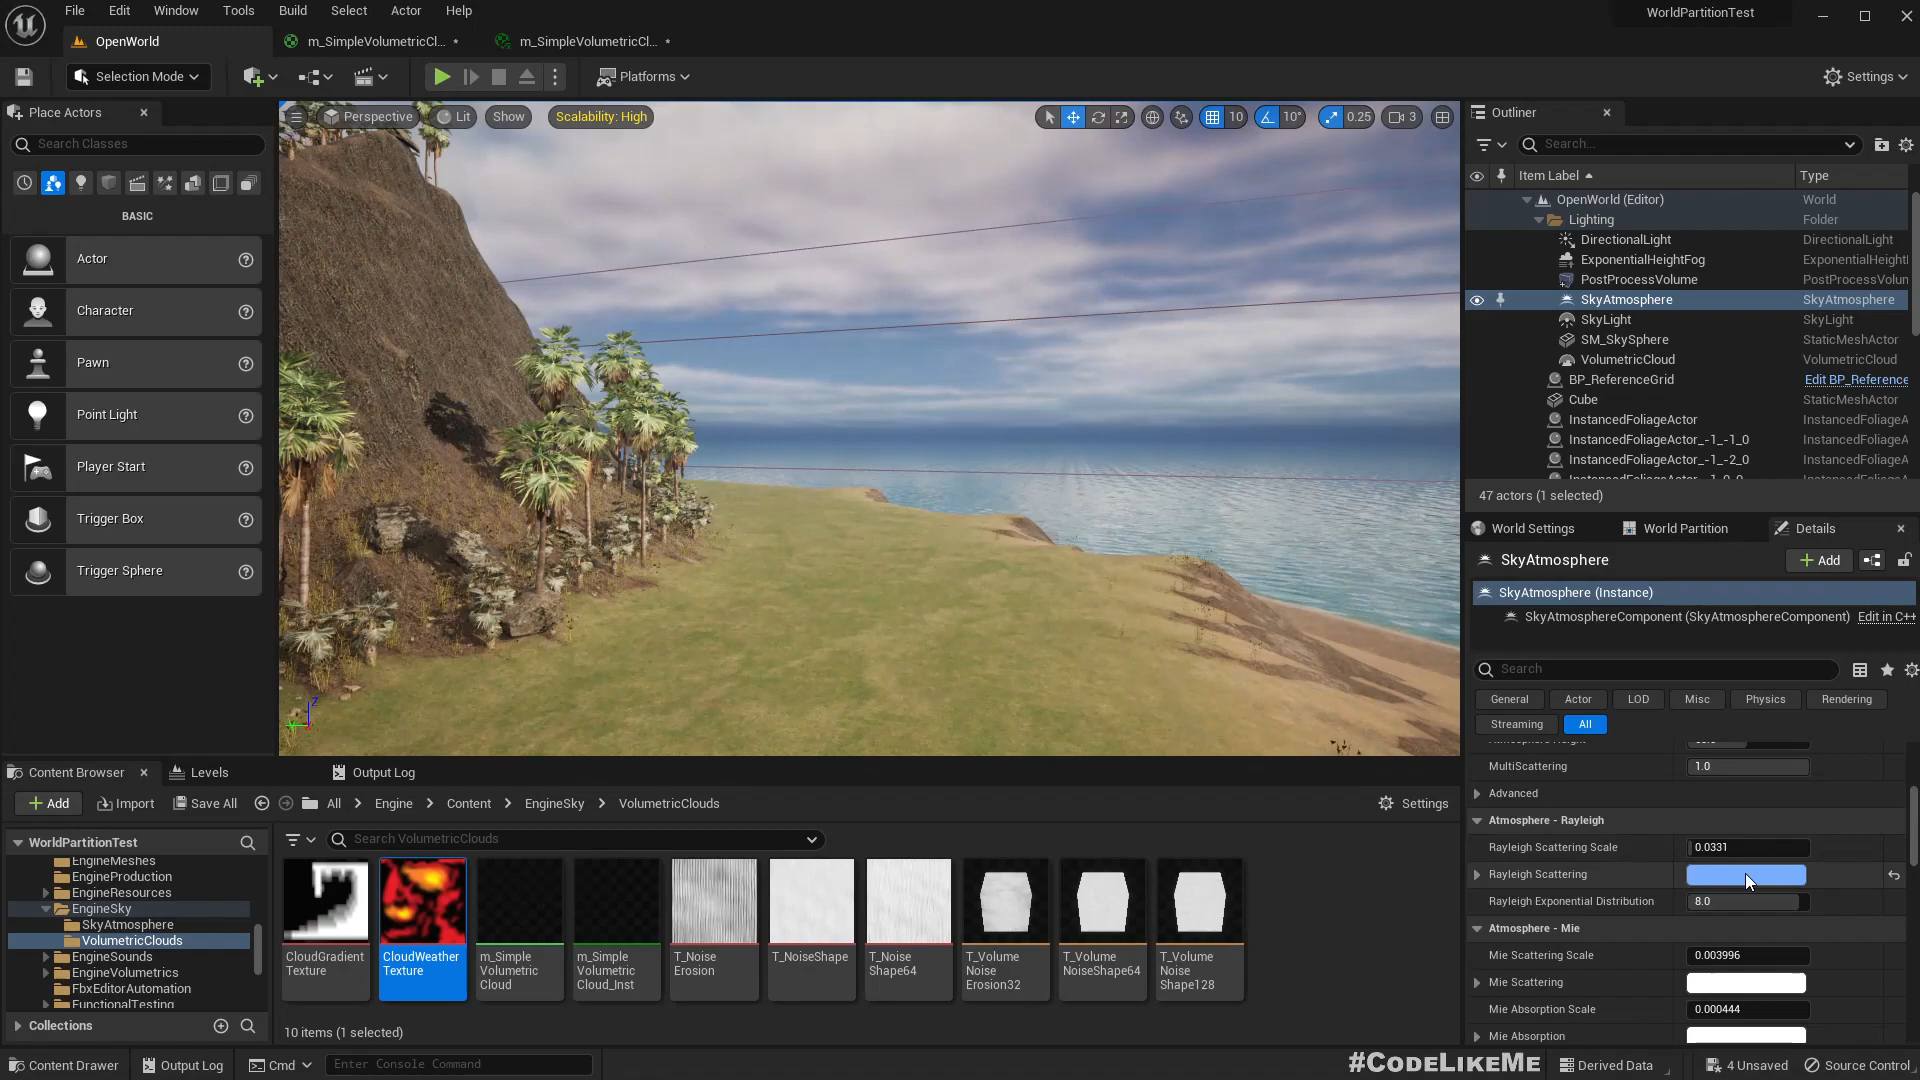 File Edit Window Tools Build Select Actor Help
WorldPartitionTest
OpenWorld
m_SimpleVolumetricCl... •
m_SimpleVolumetricCl... •
Selection Mode
Platforms
Settings
Place Actors
Search Classes
BASIC
Actor
Character
Pawn
Point Light
Player Start
Trigger Box
Trigger Sphere
Perspective
Lit
Show
Scalability: High
10
10°
0.25
3
Z
Outliner
Search...
Item Label
Type
OpenWorld (Editor) World
Lighting Folder
DirectionalLight DirectionalLight
ExponentialHeightFog ExponentialHeightF
PostProcessVolume PostProcessVolun
SkyAtmosphere SkyAtmosphere
SkyLight SkyLight
SM_SkySphere StaticMeshActor
VolumetricCloud VolumetricCloud
BP_ReferenceGrid Edit BP_Reference
Cube StaticMeshActor
InstancedFoliageActor InstancedFoliageA
InstancedFoliageActor_-1_-1_0 InstancedFoliageA
InstancedFoliageActor_-1_-2_0 InstancedFoliageA
47 actors (1 selected)
World Settings
World Partition
Details
SkyAtmosphere
Add
SkyAtmosphere (Instance)
SkyAtmosphereComponent (SkyAtmosphereComponent) Edit in C++
Search
General Actor LOD Misc Physics Rendering
Streaming All
MultiScattering 1.0
Advanced
Atmosphere - Rayleigh
Rayleigh Scattering Scale 0.0331
Rayleigh Scattering
Rayleigh Exponential Distribution 8.0
Atmosphere - Mie
Mie Scattering Scale 0.003996
Mie Scattering
Mie Absorption Scale 0.000444
Mie Absorption
Content Browser
Levels
Output Log
Add
Import
Save All
All > Engine > Content > EngineSky > VolumetricClouds
Settings
WorldPartitionTest
EngineMeshes
EngineProduction
EngineResources
EngineSky
SkyAtmosphere
VolumetricClouds
EngineSounds
EngineVolumetrics
FbxEditorAutomation
FunctionalTesting
Collections
Search VolumetricClouds
CloudGradient
Texture
CloudWeather
Texture
m_Simple
Volumetric
Cloud
m_Simple
Volumetric
Cloud_Inst
T_Noise
Erosion
T_NoiseShape
T_Noise
Shape64
T_Volume
Noise
Erosion32
T_Volume
NoiseShape64
T_Volume
Noise
Shape128
10 items (1 selected)
Content Drawer
Output Log
Cmd
Enter Console Command
#CODELIKEME
Derived Data
4 Unsaved
Source Control